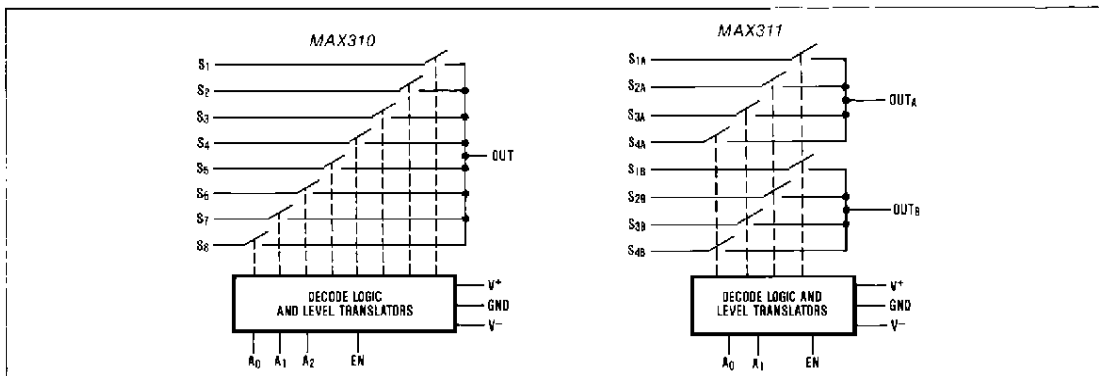 MAX310
S1
S2
S3
S4
S5
S6
S7
S8
OUT
DECODE LOGIC
AND LEVEL TRANSLATORS
V+
GND
V−
A0 A1 A2 EN
MAX311
S1A
S2A
S3A
S4A
S1B
S2B
S3B
S4B
OUTA
OUTB
DECODE LOGIC AND
LEVEL TRANSLATORS
V+
GND
V−
A0 A1 EN